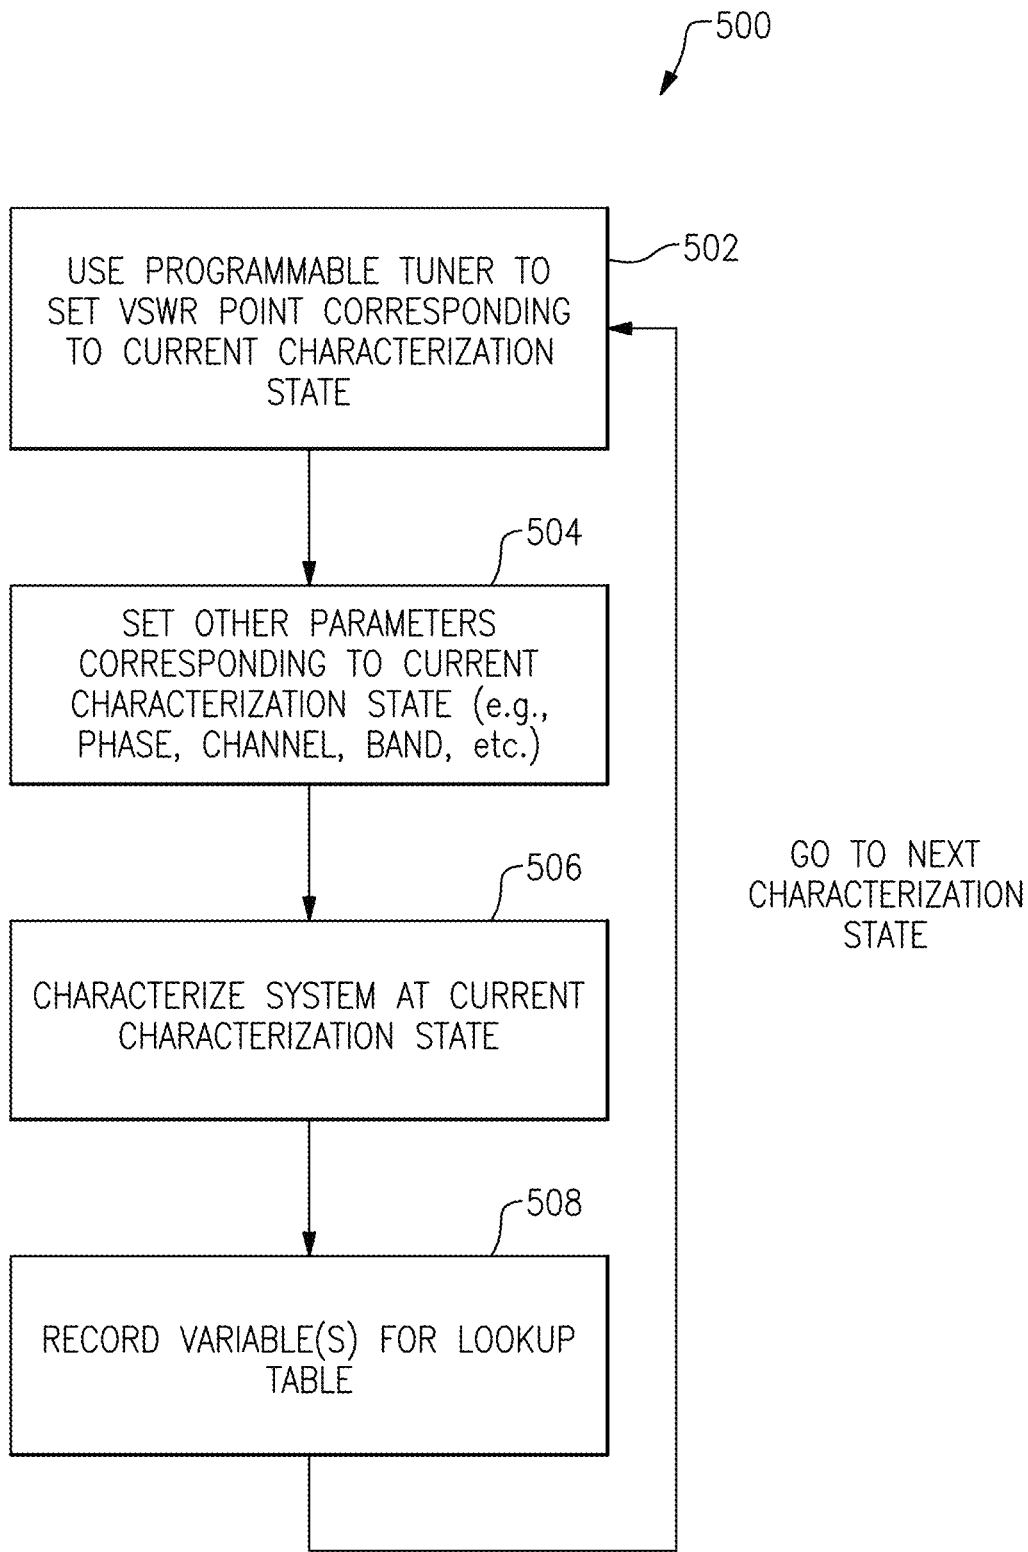 500
502
USE PROGRAMMABLE TUNER TO
SET VSWR POINT CORRESPONDING
TO CURRENT CHARACTERIZATION
STATE
504
SET OTHER PARAMETERS
CORRESPONDING TO CURRENT
CHARACTERIZATION STATE (e.g.,
PHASE, CHANNEL, BAND, etc.)
GO TO NEXT
CHARACTERIZATION
STATE
506
CHARACTERIZE SYSTEM AT CURRENT
CHARACTERIZATION STATE
508
RECORD VARIABLE(S) FOR LOOKUP
TABLE